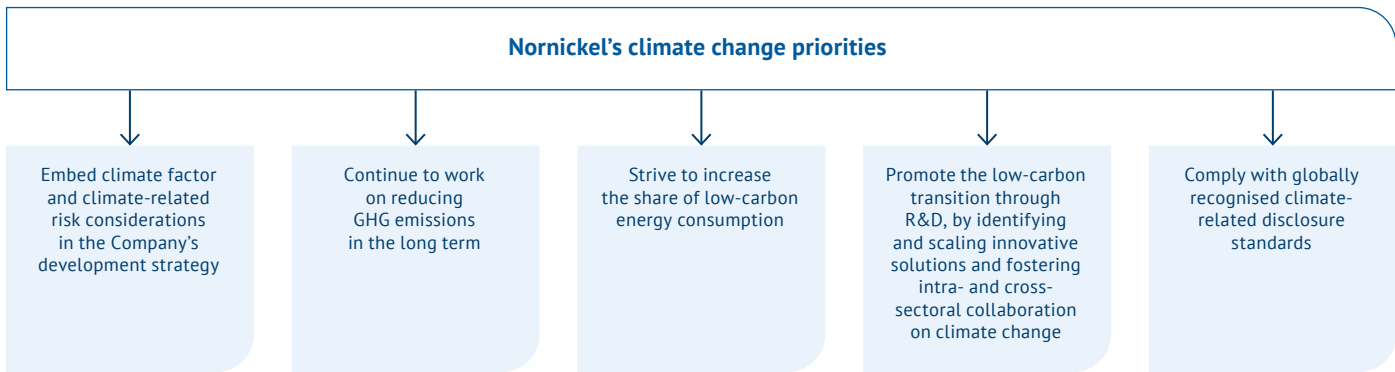 Nornickel’s climate change priorities
Embed climate factor
and climate-related
risk considerations
in the Company’s
development strategy
Continue to work
on reducing
GHG emissions
in the long term
Strive to increase
the share of low-carbon
energy consumption
Promote the low-carbon
transition through
R&D, by identifying
and scaling innovative
solutions and fostering
intra- and cross-
sectoral collaboration
on climate change
Comply with globally
recognised climate-
related disclosure
standards